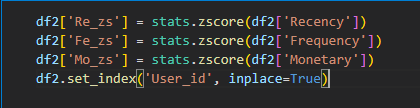 df2['Re_zs'] = stats.zscore(df2['Recency'])
df2['Fe_zs'] = stats.zscore(df2['Frequency'])
df2['Mo_zs'] = stats.zscore(df2['Monetary'])
df2.set_index('User_id', inplace=True)